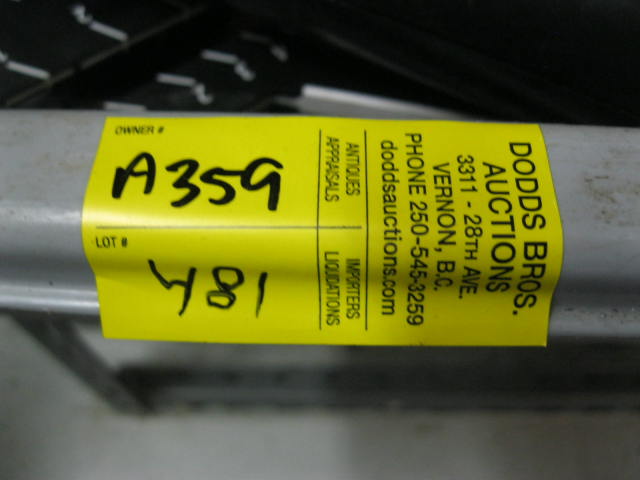 OWNER #
A359
LOT #
481
ANTIQUES
APPRAISALS
IMPORTERS
LIQUIDATIONS
DODDS BROS.
AUCTIONS
3311 - 28TH AVE.
VERNON, B.C.
PHONE 250-545-3259
doddsauctions.com